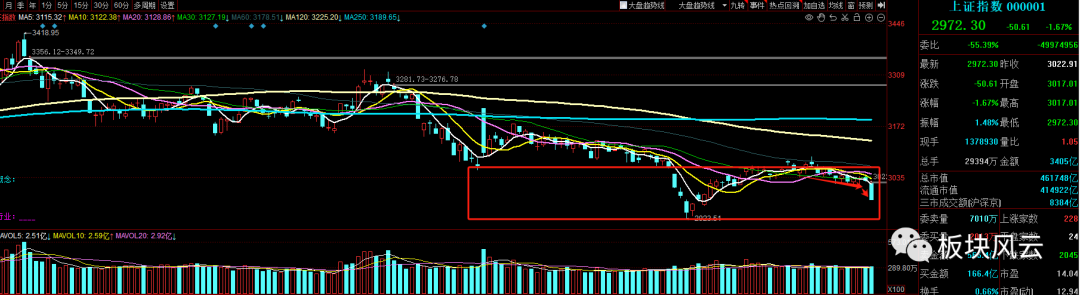 月 季 年 1分 5分 15分 30分 60分 多周期 设置
大盘趋势线 大盘趋势线 九转 事件 热点回溯 加自选 均线 窗 预测
MA5: 3115.32↑ MA10: 3122.38↑ MA20: 3128.86↑ MA30: 3127.19↓ MA60: 3178.51↓ MA120: 3225.20↓ MA250: 3189.65↓
3418.95
3356.12-3349.72
3281.73-3276.78
2923.51
3446
3309
3172
3035
行业:
AVOL5: 2.51亿↓ MAVOL10: 2.59亿↑ MAVOL20: 2.92亿↓
289.80万
X100
上证指数 000001
2972.30 -50.61 -1.67%
委比 -55.39% -49974956
最新 2972.30 昨收 3022.91
涨跌 -50.61 开盘 3017.01
涨幅 -1.67% 最高 3017.01
振幅 1.48% 最低 2972.30
现手 1378930 量比 1.05
总手 29394万 金额 3405亿
总市值 461748亿
流通市值 414922亿
三市成交额(沪深京) 8384亿
委卖量 7010万 上涨家数 228
24
2045
买金额 166.4亿 市盈 14.04
换手 0.66% 市盈(动) 12.94
板块风云